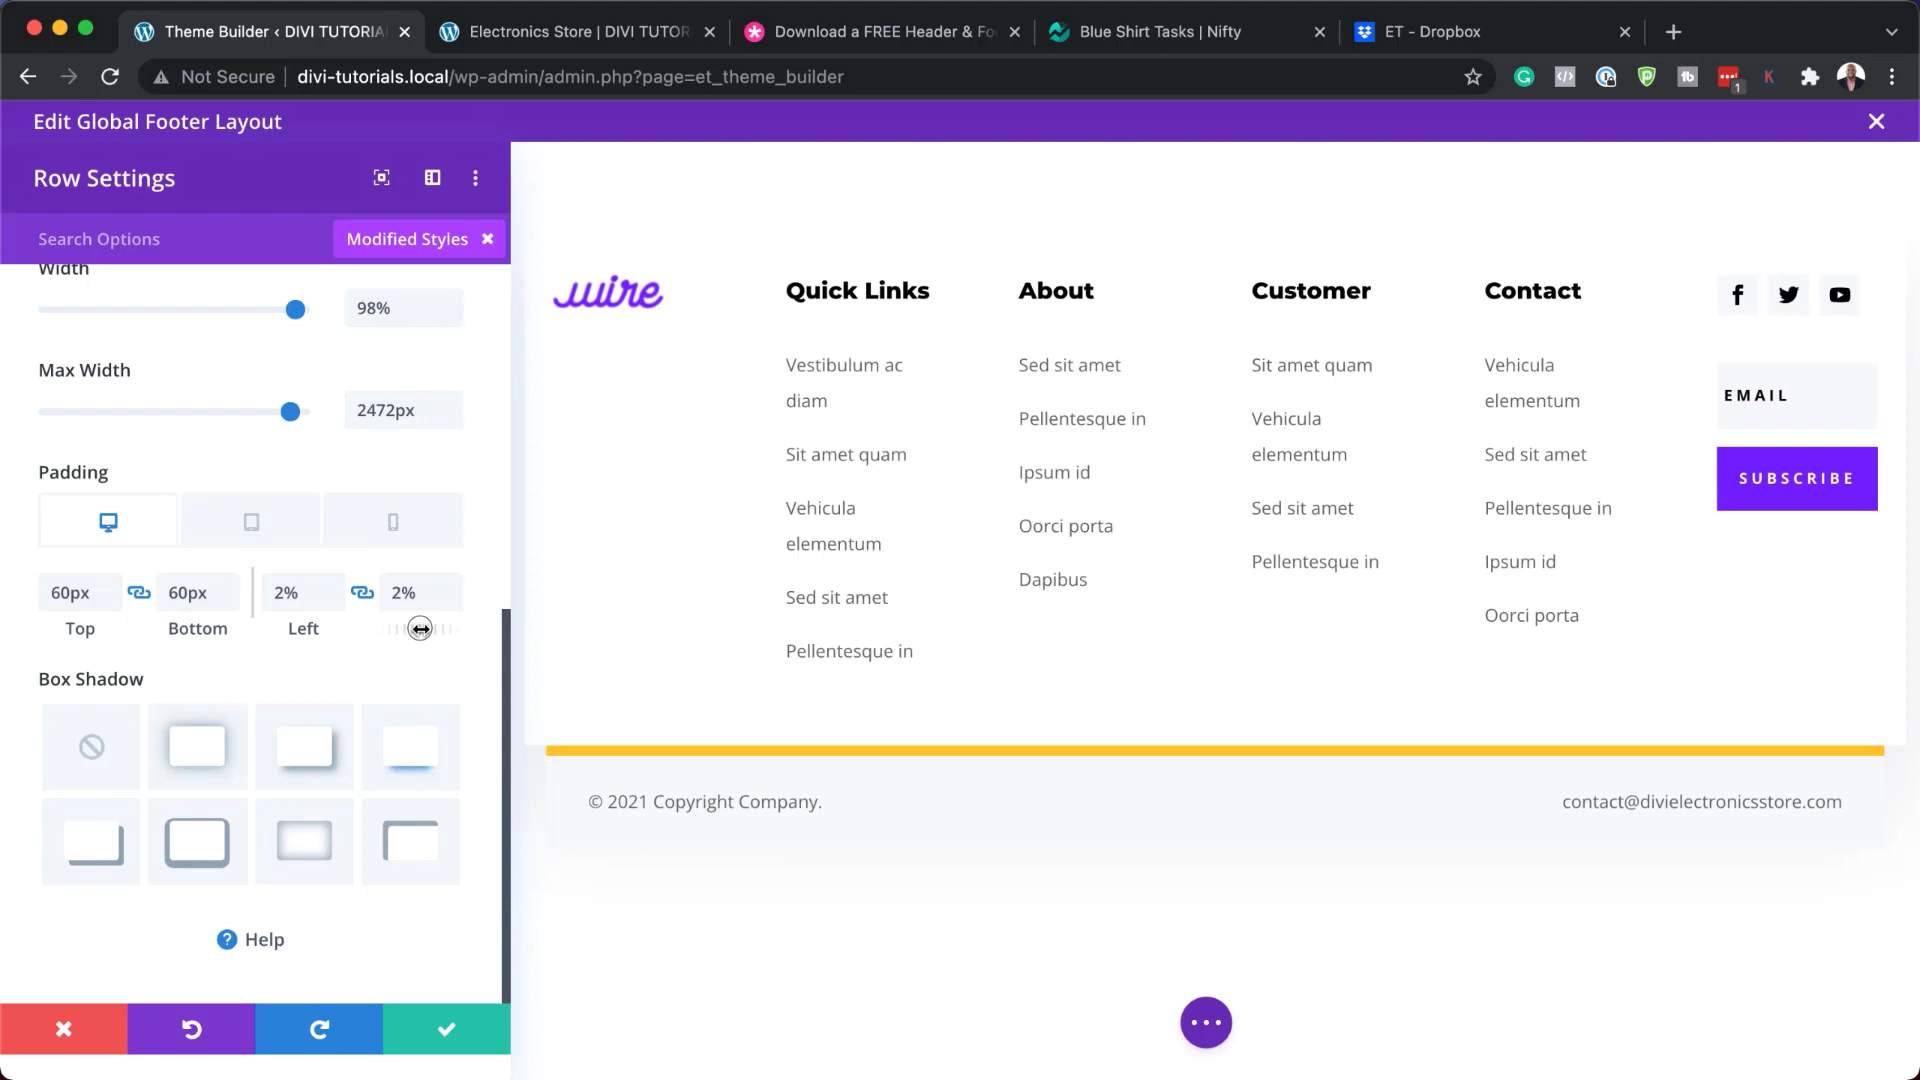 Theme Builder ‹ DIVI TUTORIA
Electronics Store | DIVI TUTOR
Download a FREE Header & Fo
Blue Shirt Tasks | Nifty
ET - Dropbox
Not Secure
divi-tutorials.local/wp-admin/admin.php?page=et_theme_builder
1
Edit Global Footer Layout
Row Settings
Search Options
Modified Styles
Width
98%
Max Width
2472px
Padding
60px
60px
2%
2%
Top
Bottom
Left
Box Shadow
Help
wire
Quick Links
Vestibulum ac
diam
Sit amet quam
Vehicula
elementum
Sed sit amet
Pellentesque in
About
Sed sit amet
Pellentesque in
Ipsum id
Oorci porta
Dapibus
Customer
Sit amet quam
Vehicula
elementum
Sed sit amet
Pellentesque in
Contact
Vehicula
elementum
Sed sit amet
Pellentesque in
Ipsum id
Oorci porta
EMAIL
SUBSCRIBE
© 2021 Copyright Company.
contact@divielectronicsstore.com